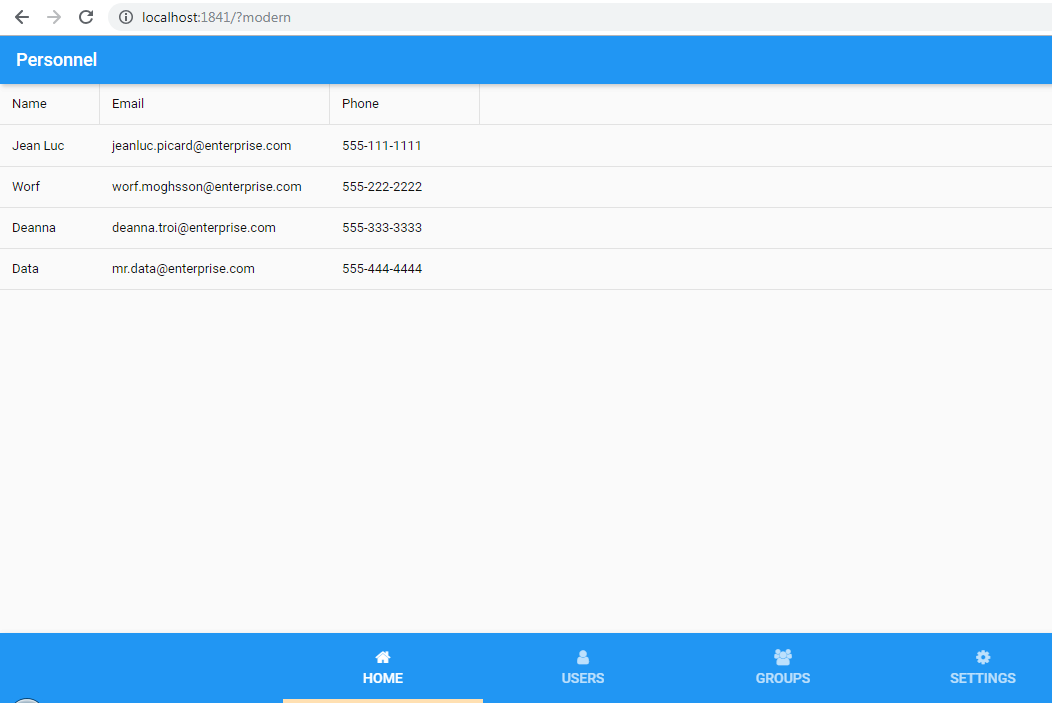 localhost:1841/?modern
Personnel
Name Email Phone
Jean Luc jeanluc.picard@enterprise.com 555-111-1111
Worf worf.moghsson@enterprise.com 555-222-2222
Deanna deanna.troi@enterprise.com 555-333-3333
Data mr.data@enterprise.com 555-444-4444
HOME USERS GROUPS SETTINGS